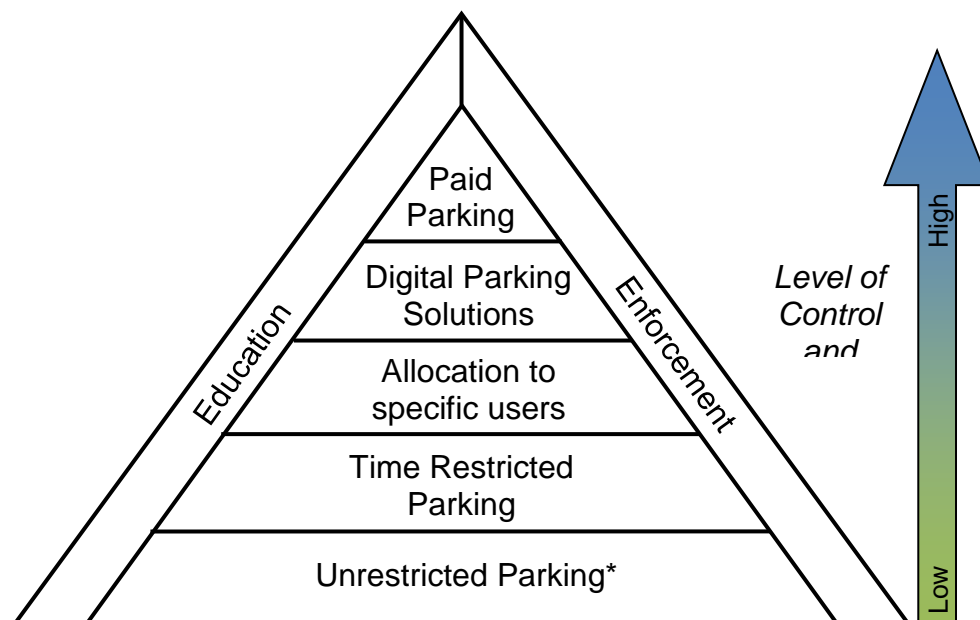 Paid
Parking
Digital Parking
Solutions
Allocation to
specific users
Time Restricted
Parking
Unrestricted Parking*
Education
Enforcement
Level of
Control
and
High
Low